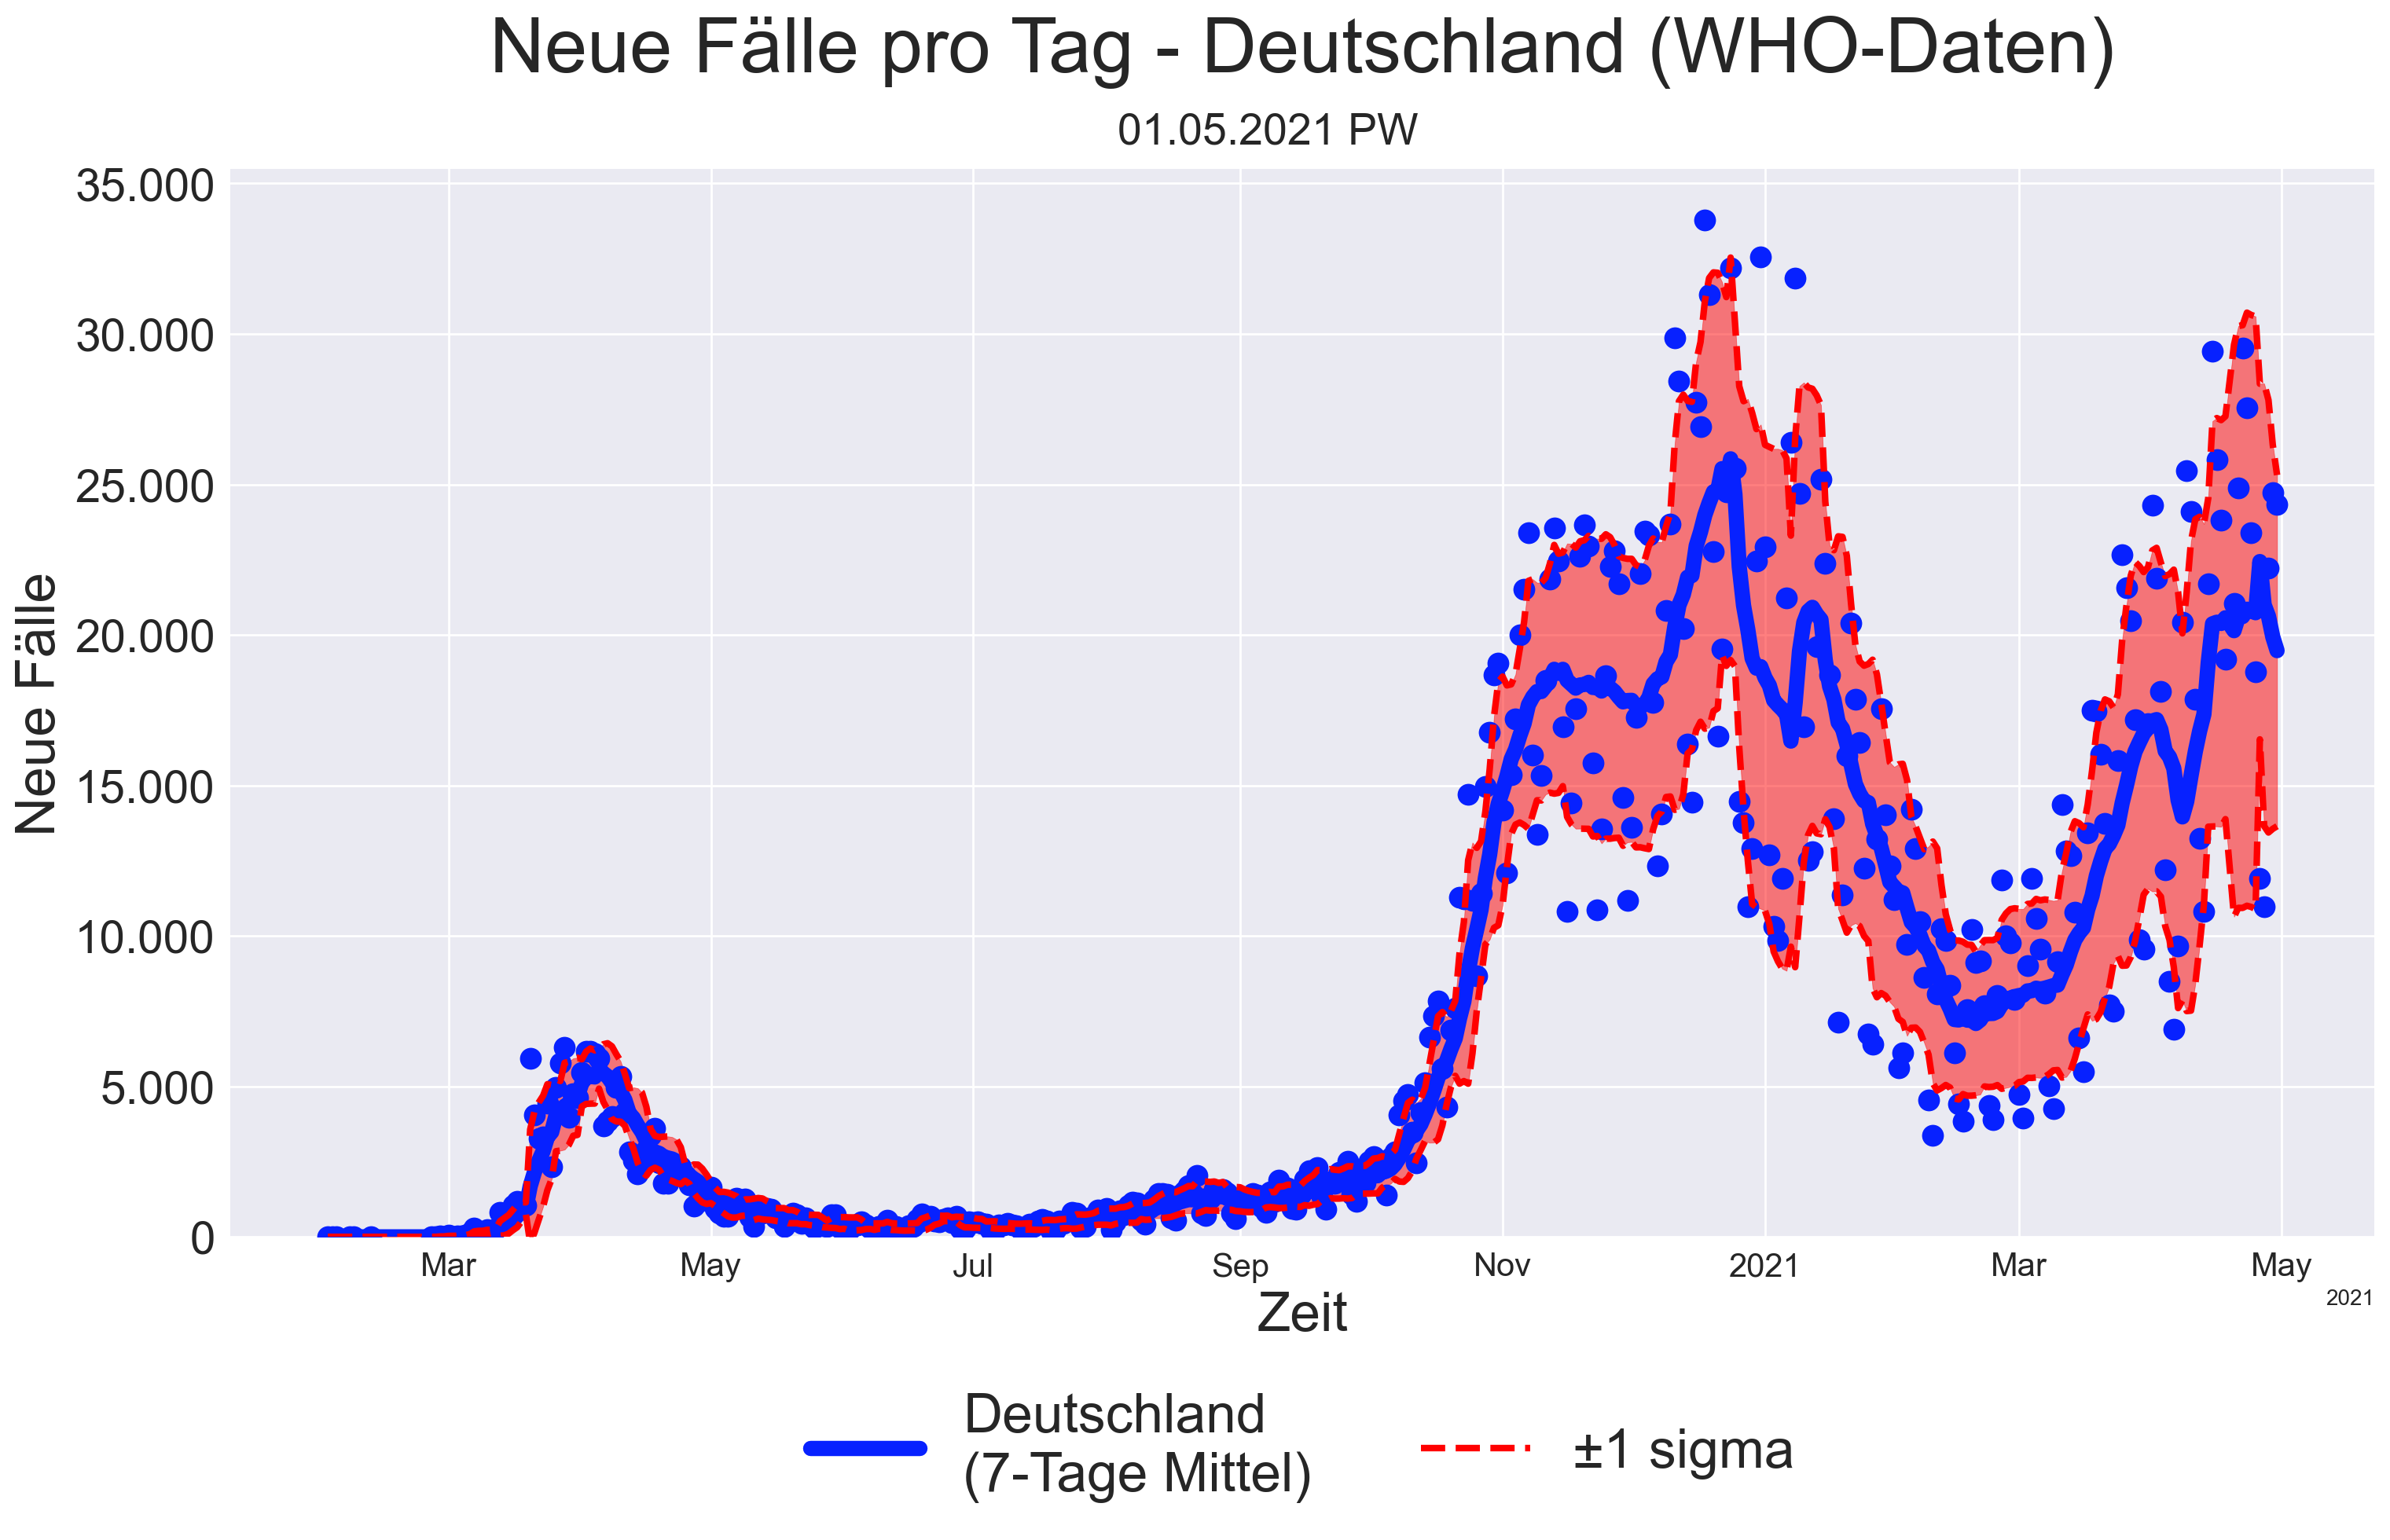 Neue Fälle pro Tag - Deutschland (WHO-Daten)
01.05.2021 PW
Neue Fälle
35.000
30.000
25.000
20.000
15.000
10.000
5.000
0
Mar May Jul Sep Nov 2021 Mar May
2021
Zeit
Deutschland
(7-Tage Mittel)
±1 sigma